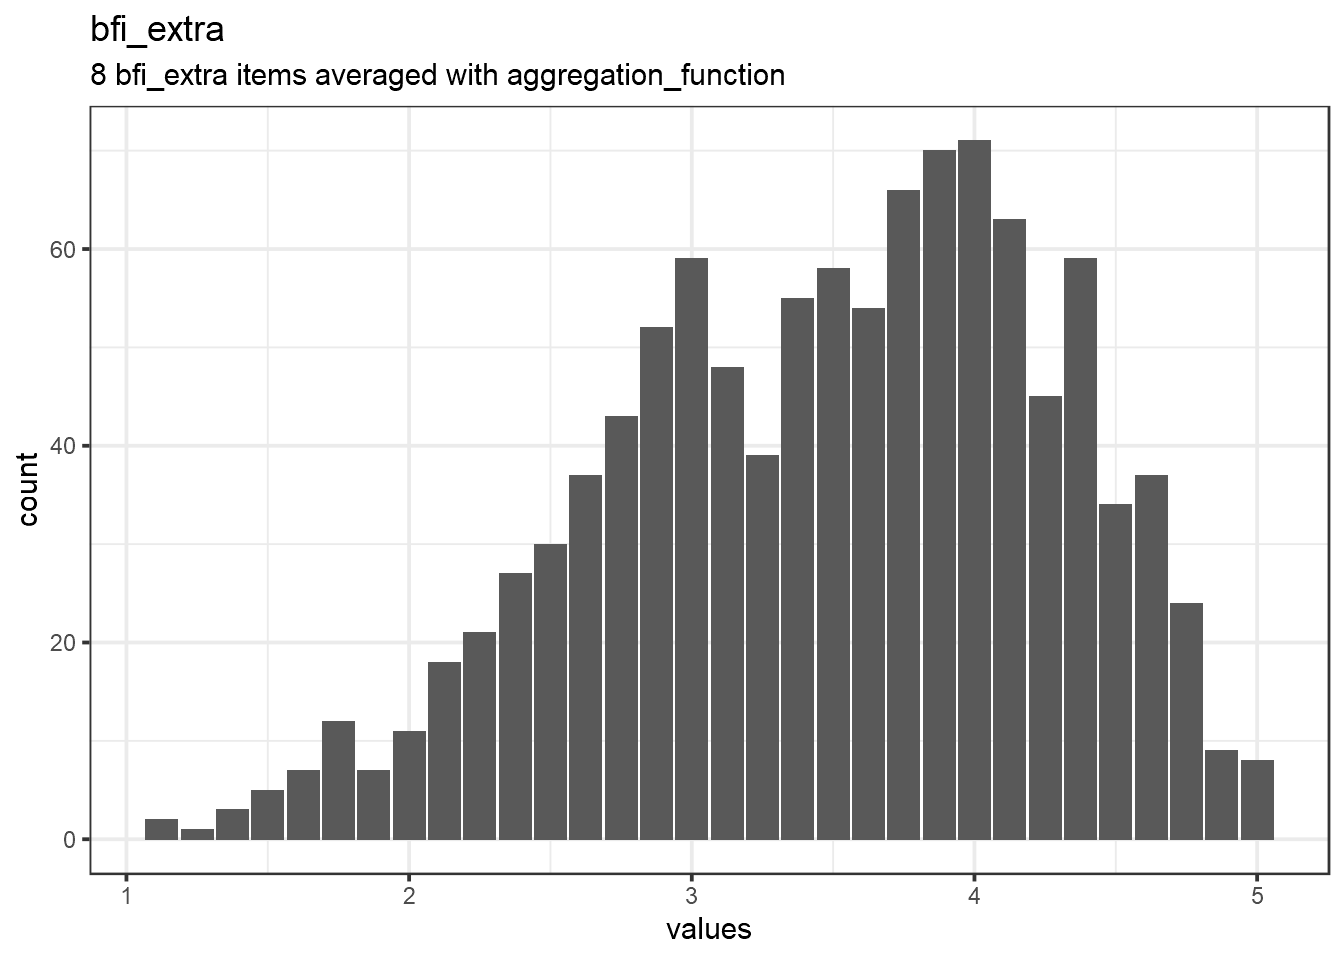 bfi_extra
8 bfi_extra items averaged with aggregation_function
60
40
20
0
count
1 2 3 4 5
values